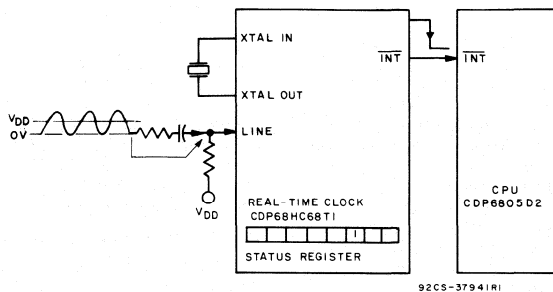 XTAL IN
INT
INT
XTAL OUT
VDD
0V
LINE
VDD
REAL-TIME CLOCK
CDP68HC68T1
1
STATUS REGISTER
CPU
CDP6805D2
92CS-37941R1